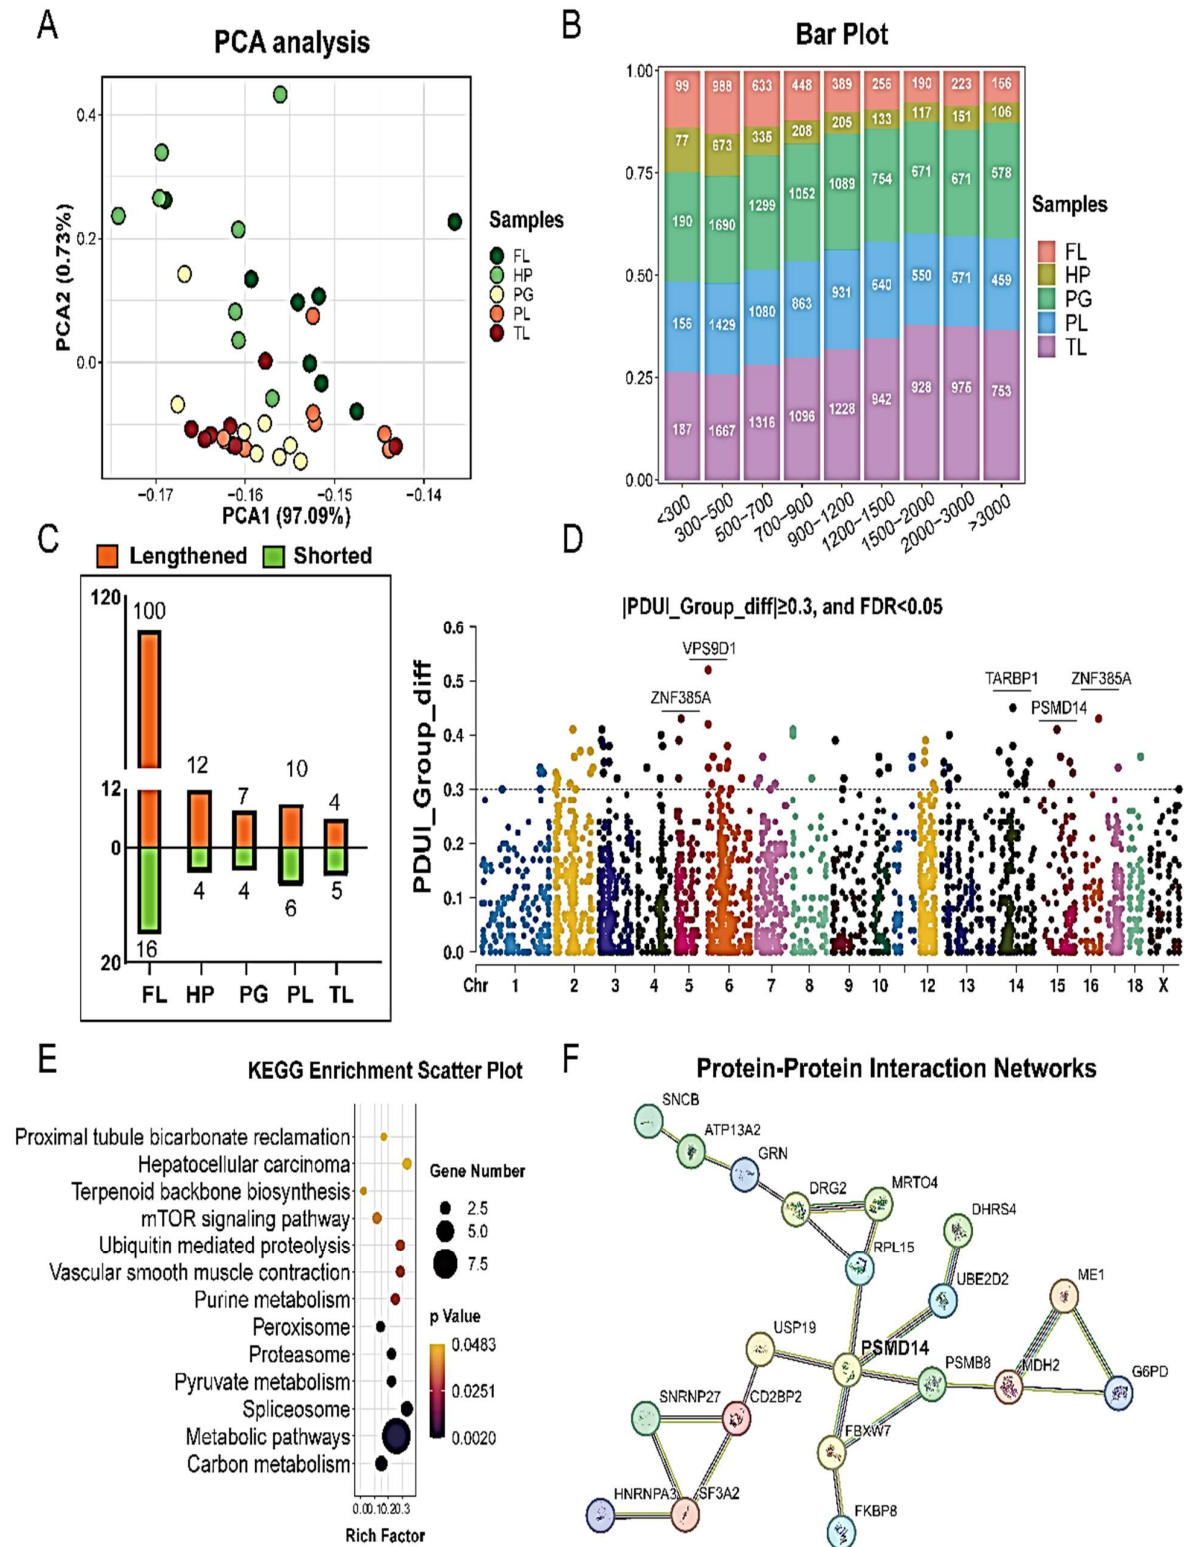 A
PCA analysis
PCA2 (0.73%)
0.4
0.2
0.0
−0.17
−0.16
−0.15
−0.14
PCA1 (97.09%)
Samples
FL
HP
PG
PL
TL
B
Bar Plot
1.00
0.75
0.50
0.25
0.00
99 988 633 448 389 256 190 223 156
77 673 335 208 205 133 117 151 106
190 1690 1299 1052 1089 754 671 671 578
156 1429 1080 863 931 640 550 571 459
187 1667 1316 1096 1228 942 928 975 753
<300
300−500
500−700
700−900
900−1200
1200−1500
1500−2000
2000−3000
>3000
Samples
FL
HP
PG
PL
TL
C
Lengthened Shorted
120
12
0
20
100
12
7
10
4
16
4
4
6
5
FL HP PG PL TL
D
|PDUI_Group_diff|≥0.3, and FDR<0.05
PDUI_Group_diff
0.6
0.5
0.4
0.3
0.2
0.1
0.0
ZNF385A
VPS9D1
TARBP1
PSMD14
ZNF385A
Chr 1 2 3 4 5 6 7 8 9 10 12 13 14 15 16 18 X
E
KEGG Enrichment Scatter Plot
Proximal tubule bicarbonate reclamation
Hepatocellular carcinoma
Terpenoid backbone biosynthesis
mTOR signaling pathway
Ubiquitin mediated proteolysis
Vascular smooth muscle contraction
Purine metabolism
Peroxisome
Proteasome
Pyruvate metabolism
Spliceosome
Metabolic pathways
Carbon metabolism
0.00.10.20.3
Rich Factor
Gene Number
2.5
5.0
7.5
p Value
0.0483
0.0251
0.0020
F
Protein-Protein Interaction Networks
SNCB
ATP13A2
GRN
DRG2
MRTO4
RPL15
DHRS4
UBE2D2
ME1
USP19
PSMD14
PSMB8
MDH2
G6PD
SNRNP27
CD2BP2
FBXW7
HNRNPA3
SF3A2
FKBP8